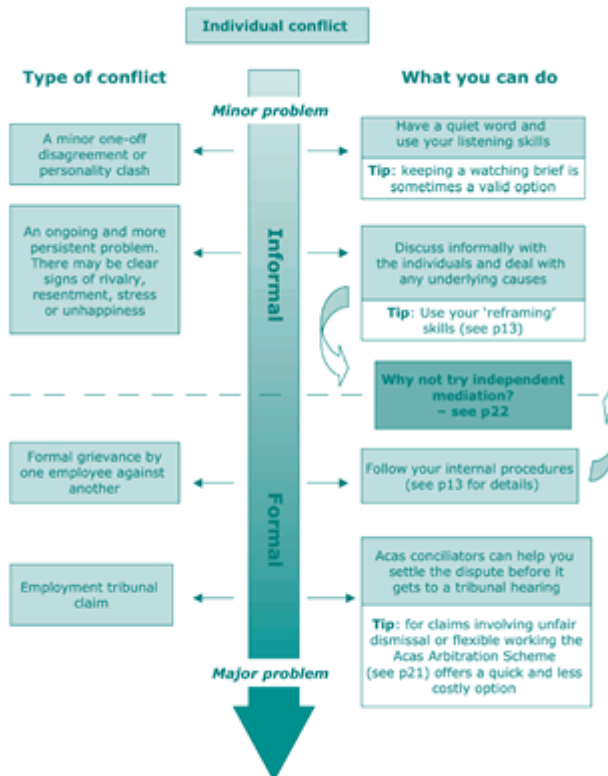 Individual conflict
Type of conflict
What you can do
Minor problem
A minor one-off
disagreement or
personality clash
Have a quiet word and
use your listening skills
Tip: keeping a watching brief is
sometimes a valid option
An ongoing and more
persistent problem.
There may be clear
signs of rivalry,
resentment, stress
or unhappiness
Informal
Discuss informally with
the individuals and deal with
any underlying causes
Tip: Use your ‘reframing’
skills (see p13)
Why not try independent
mediation?
– see p22
Formal grievance by
one employee against
another
Formal
Follow your internal procedures
(see p13 for details)
Employment tribunal
claim
Acas conciliators can help you
settle the dispute before it
gets to a tribunal hearing
Tip: for claims involving unfair
dismissal or flexible working the
Acas Arbitration Scheme
(see p21) offers a quick and less
costly option
Major problem